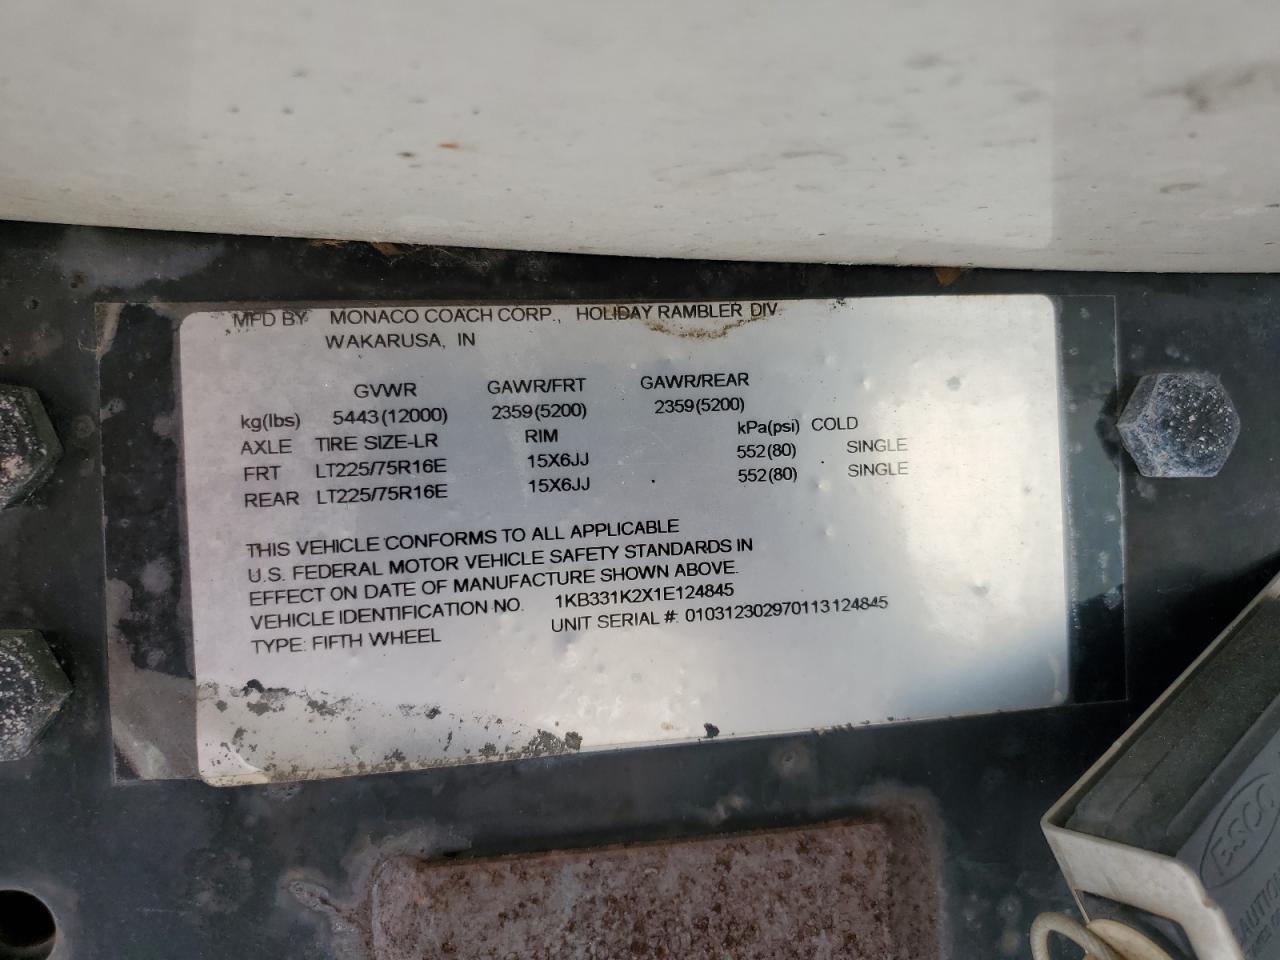 MFD BY MONACO COACH CORP., HOLIDAY RAMBLER DIV
WAKARUSA, IN
GVWR GAWR/FRT GAWR/REAR
kg(lbs) 5443(12000) 2359(5200) 2359(5200)
AXLE TIRE SIZE-LR RIM kPa(psi) COLD
FRT LT225/75R16E 15X6JJ 552(80) SINGLE
REAR LT225/75R16E 15X6JJ 552(80) SINGLE
THIS VEHICLE CONFORMS TO ALL APPLICABLE
U.S. FEDERAL MOTOR VEHICLE SAFETY STANDARDS IN
EFFECT ON DATE OF MANUFACTURE SHOWN ABOVE.
VEHICLE IDENTIFICATION NO. 1KB331K2X1E124845
TYPE: FIFTH WHEEL UNIT SERIAL #: 010312302970113124845